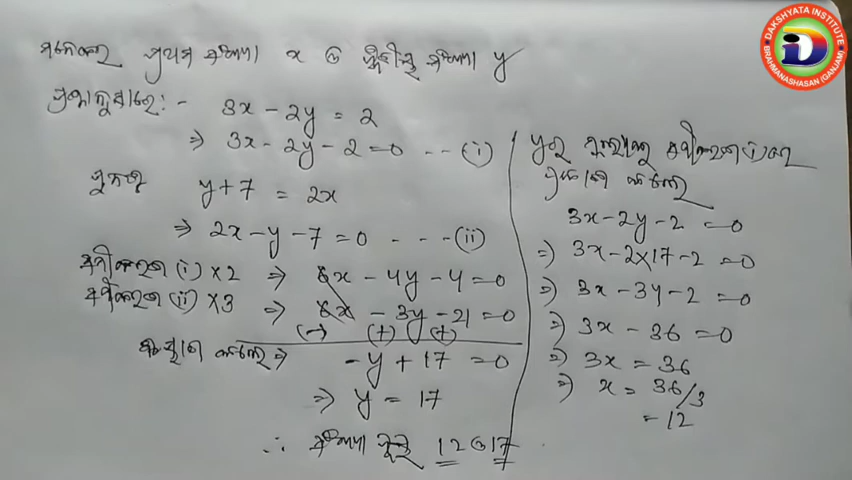 ମନେକର ପ୍ରଥମ ସଂଖ୍ୟା x ଓ ଦ୍ୱିତୀୟ ସଂଖ୍ୟା y
ପ୍ରଶ୍ନାନୁସାରେ :- 3x - 2y = 2
⇒ 3x - 2y - 2 = 0 --- (i)
ପୁନଶ୍ଚ y + 7 = 2x
⇒ 2x - y - 7 = 0 - - - (ii)
ସମୀକରଣ (i) × 2 ⇒ 6x - 4y - 4 = 0
ସମୀକରଣ (ii) × 3 ⇒ 6x - 3y - 21 = 0
(-) (+) (+)
⇒ -y + 17 = 0
⇒ y = 17
∴ ସଂଖ୍ୟା ଦ୍ୱୟ 12 ଓ 17
yର ମୂଲ୍ୟକୁ ସମୀକରଣ (i) ରେ
ପ୍ରୟୋଗ କଲେ
3x - 2y - 2 = 0
⇒ 3x - 2 × 17 - 2 = 0
⇒ 3x - 34 - 2 = 0
⇒ 3x - 36 = 0
⇒ 3x = 36
⇒ x = 36/3
= 12
DAKSHYATA INSTITUTE
BRAHMANASHASAN (GANJAM)